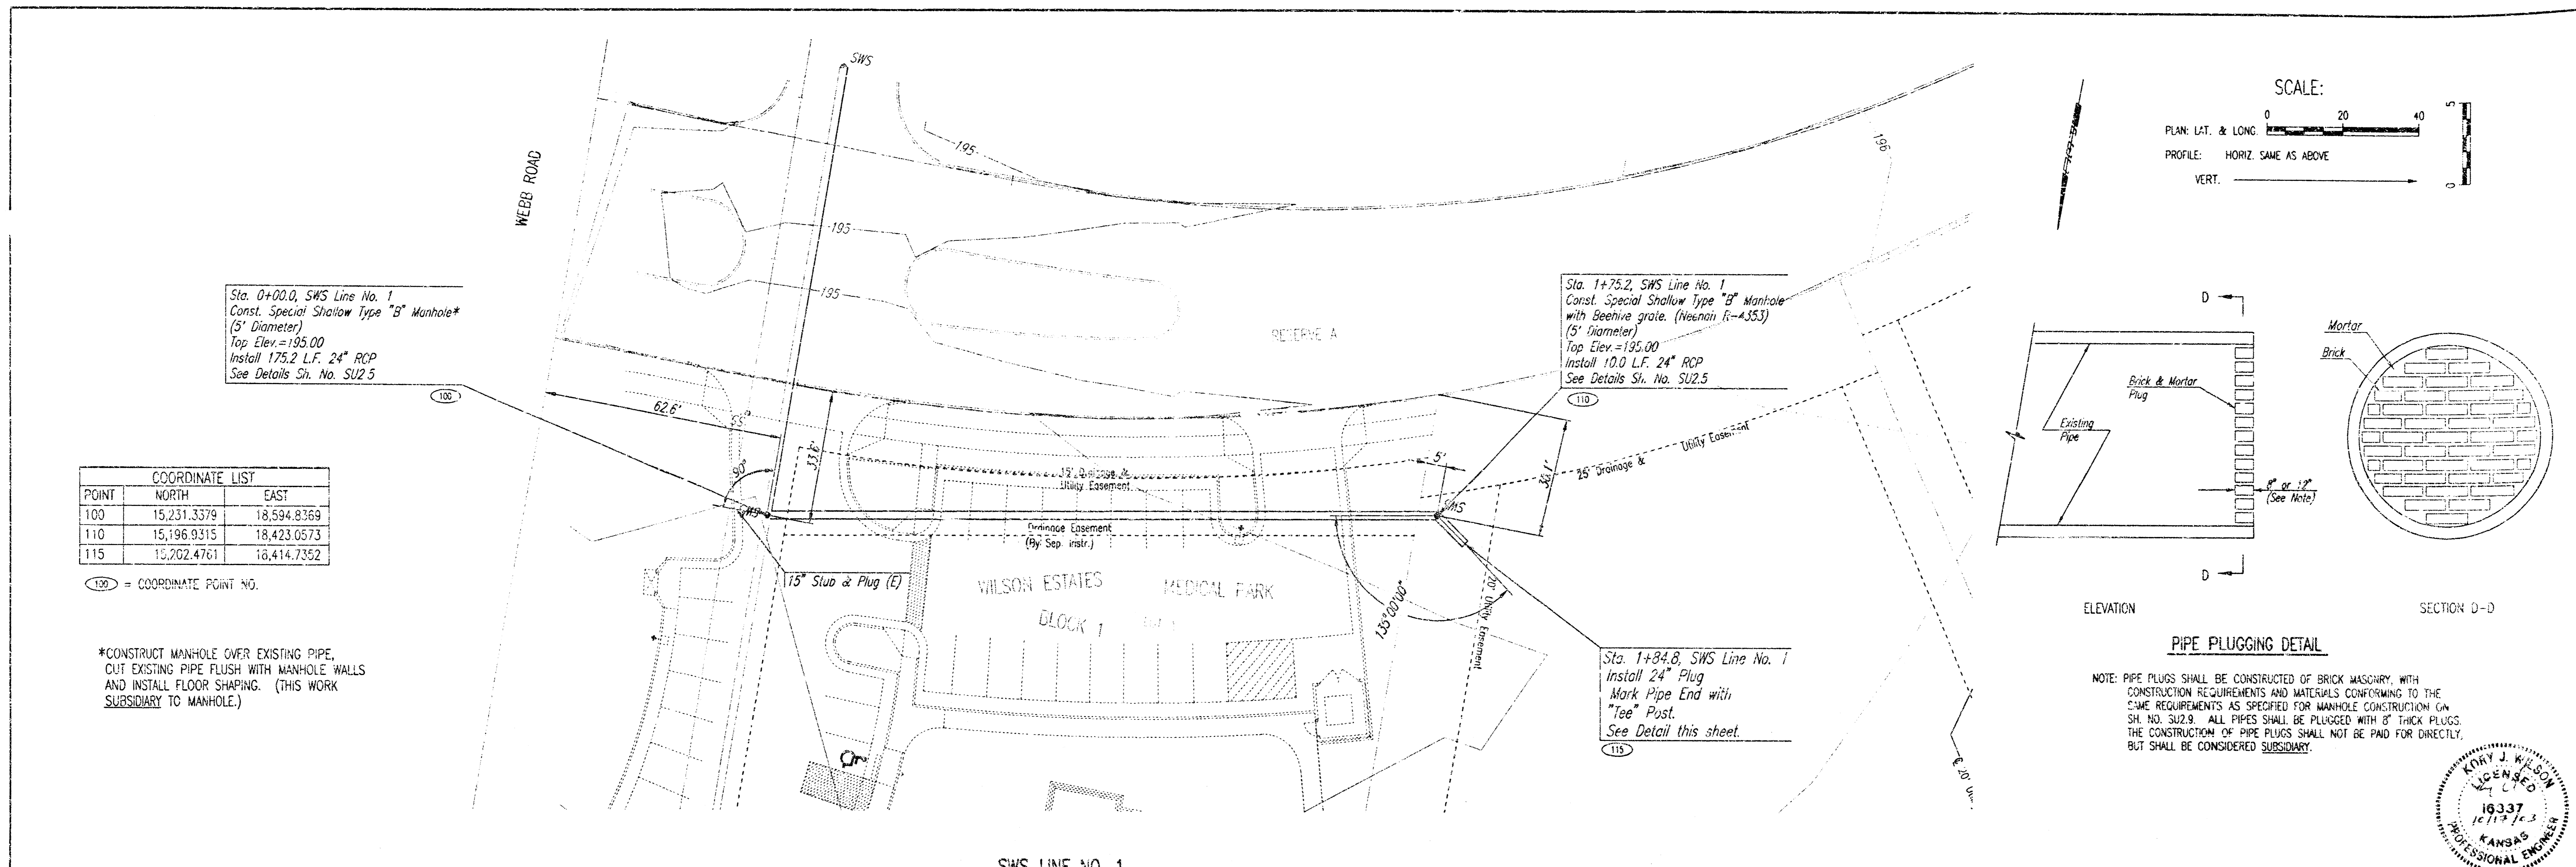 SWS
WEBB ROAD
195
195
195
196
RESERVE A
Sta. 0+00.0, SWS Line No. 1
Const. Special Shallow Type "B" Manhole*
(5' Diameter)
Top Elev.=195.00
Install 175.2 L.F. 24" RCP
See Details Sh. No. SU2.5
100
Sta. 1+75.2, SWS Line No. 1
Const. Special Shallow Type "B" Manhole
with Beehive grate. (Neenah R-4353)
(5' Diameter)
Top Elev.=195.00
Install 10.0 L.F. 24" RCP
See Details Sh. No. SU2.5
110
62.6'
90°
33.8'
5'
15' Drainage &
Utility Easement
25' Drainage &
Utility Easement
SWS
SWS
Drainage Easement
(By Sep. Instr.)
15" Stub & Plug (E)
WILSON ESTATES MEDICAL PARK
BLOCK 1
135°00'00"
20' Utility Easement
Sta. 1+84.8, SWS Line No. 1
Install 24" Plug
Mark Pipe End with
"Tee" Post.
See Detail this sheet.
115
COORDINATE LIST
POINT NORTH EAST
100 15,231.3379 18,594.8369
110 15,196.9315 18,423.0573
115 15,202.4761 18,414.7352
100 = COORDINATE POINT NO.
*CONSTRUCT MANHOLE OVER EXISTING PIPE,
CUT EXISTING PIPE FLUSH WITH MANHOLE WALLS
AND INSTALL FLOOR SHAPING. (THIS WORK
SUBSIDIARY TO MANHOLE.)
SCALE:
0 20 40
PLAN: LAT. & LONG.
PROFILE: HORIZ. SAME AS ABOVE
VERT.
5
0
D
Mortar
Brick
Brick & Mortar
Plug
Existing
Pipe
8" or 12"
(See Note)
D
ELEVATION
SECTION D-D
PIPE PLUGGING DETAIL
NOTE: PIPE PLUGS SHALL BE CONSTRUCTED OF BRICK MASONRY, WITH
CONSTRUCTION REQUIREMENTS AND MATERIALS CONFORMING TO THE
SAME REQUIREMENTS AS SPECIFIED FOR MANHOLE CONSTRUCTION ON
SH. NO. SU2.9. ALL PIPES SHALL BE PLUGGED WITH 8" THICK PLUGS.
THE CONSTRUCTION OF PIPE PLUGS SHALL NOT BE PAID FOR DIRECTLY,
BUT SHALL BE CONSIDERED SUBSIDIARY.
KORY J. WILSON
LICENSED
16337
10/17/03
KANSAS
PROFESSIONAL ENGINEER
SWS LINE NO. 1